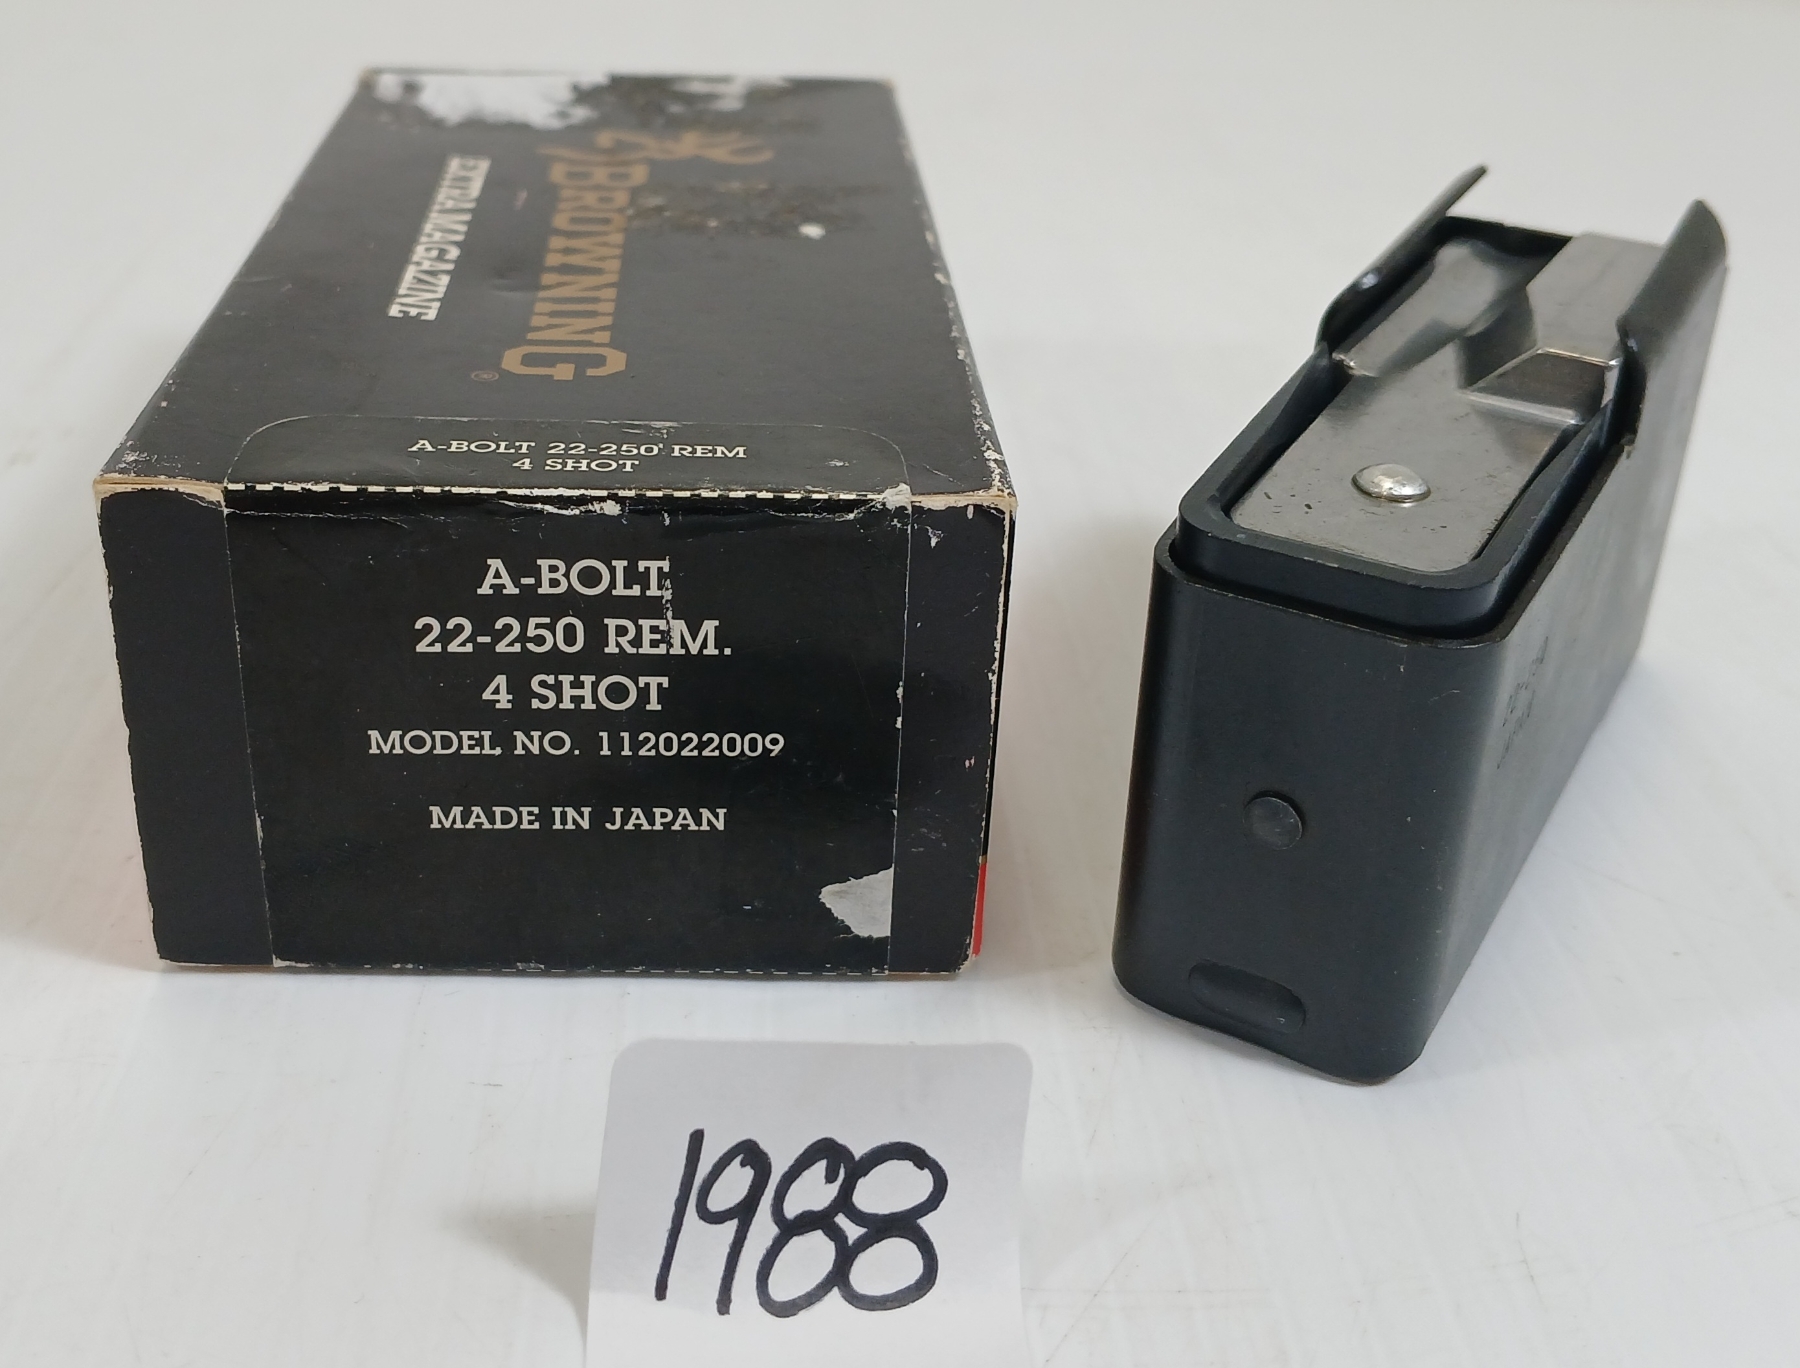 BROWNING ®
EXTRA MAGAZINE
A-BOLT 22-250 REM
4 SHOT
A-BOLT
22-250 REM.
4 SHOT
MODEL NO. 112022009
MADE IN JAPAN
1988